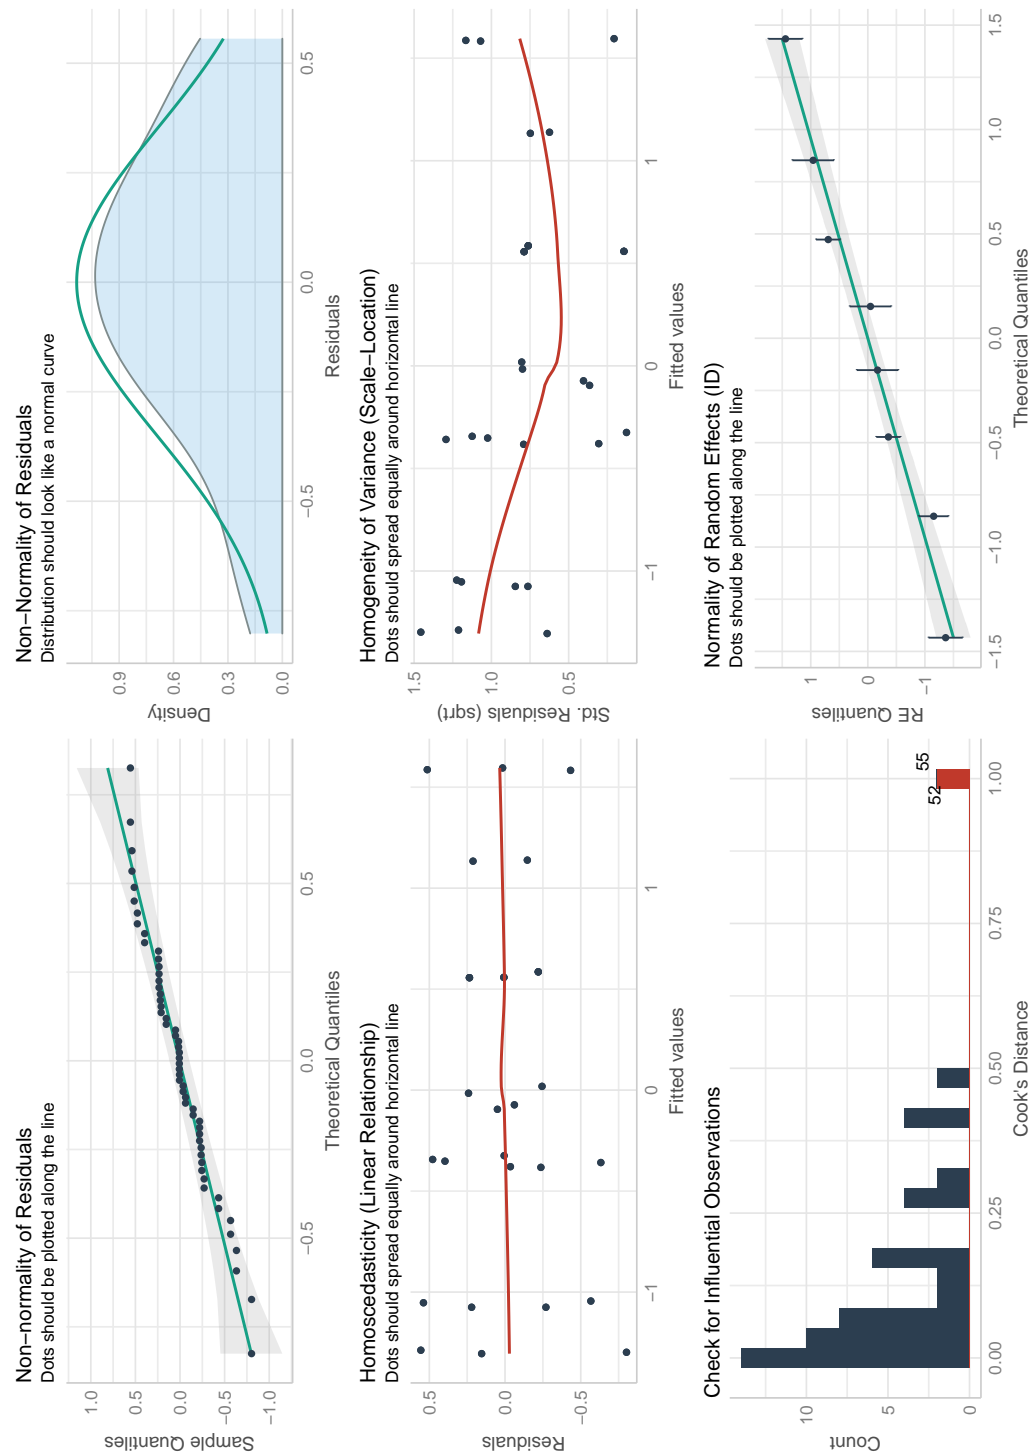 Non−normality of Residuals
Dots should be plotted along the line
Sample Quantiles
1.0
0.5
0.0
−0.5
−1.0
−0.5
0.0
0.5
Theoretical Quantiles
Non−Normality of Residuals
Distribution should look like a normal curve
Density
0.9
0.6
0.3
0.0
−0.5
0.0
0.5
Residuals
Homoscedasticity (Linear Relationship)
Dots should spread equally around horizontal line
Residuals
0.5
0.0
−0.5
−1
0
1
Fitted values
Homogeneity of Variance (Scale−Location)
Dots should spread equally around horizontal line
Std. Residuals (sqrt)
1.5
1.0
0.5
−1
0
1
Fitted values
Check for Influential Observations
Count
10
5
0
52
55
0.00
0.25
0.50
0.75
1.00
Cook's Distance
Normality of Random Effects (ID)
Dots should be plotted along the line
RE Quantiles
1
0
−1
−1.5
−1.0
−0.5
0.0
0.5
1.0
1.5
Theoretical Quantiles